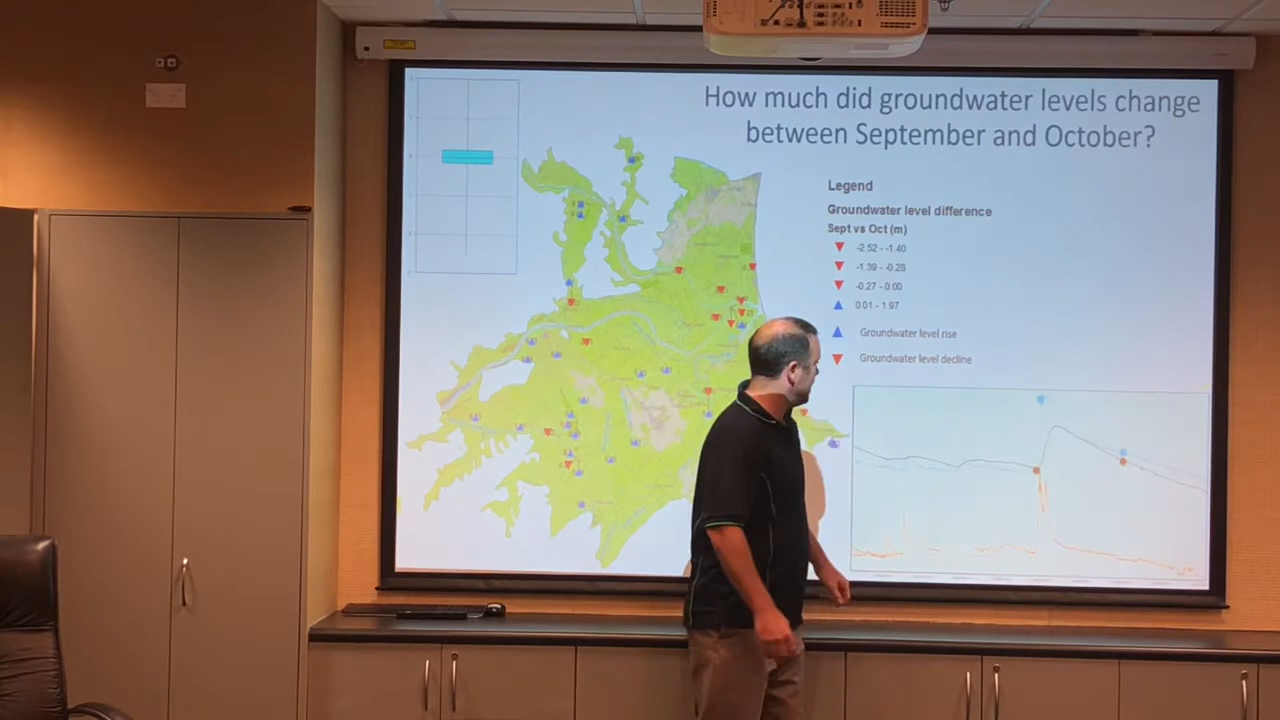 How much did groundwater levels change
between September and October?
Legend
Groundwater level difference
Sept vs Oct (m)
-2.52 - -1.40
-1.39 - -0.28
-0.27 - 0.00
0.01 - 1.97
Groundwater level rise
Groundwater level decline